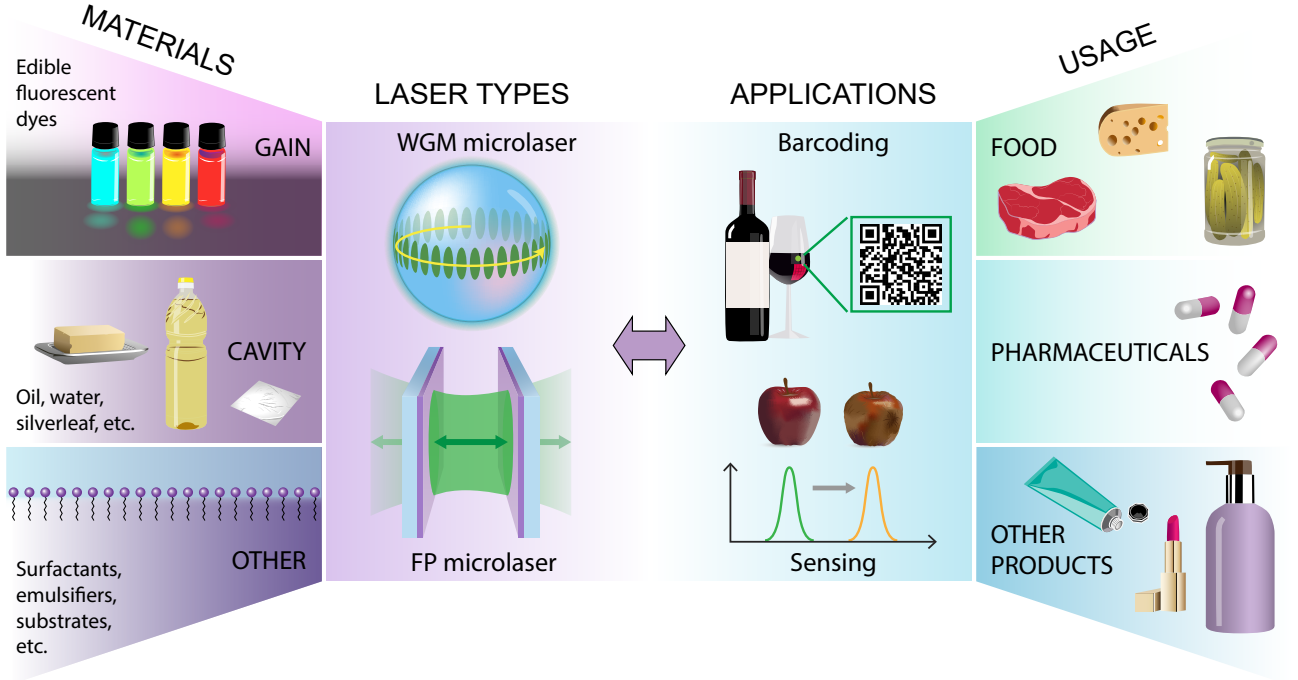 MATERIALS
Edible
fluorescent
dyes
GAIN
CAVITY
Oil, water,
silverleaf, etc.
OTHER
Surfactants,
emulsifiers,
substrates,
etc.
LASER TYPES
WGM microlaser
FP microlaser
APPLICATIONS
Barcoding
Sensing
USAGE
FOOD
PHARMACEUTICALS
OTHER
PRODUCTS